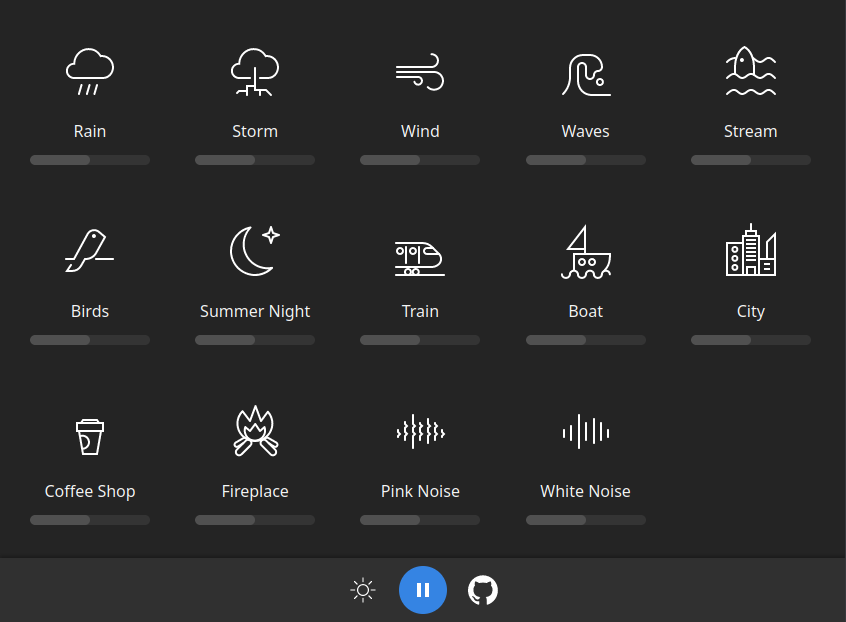 Rain
Storm
Wind
Waves
Stream
Birds
Summer Night
Train
Boat
City
Coffee Shop
Fireplace
Pink Noise
White Noise